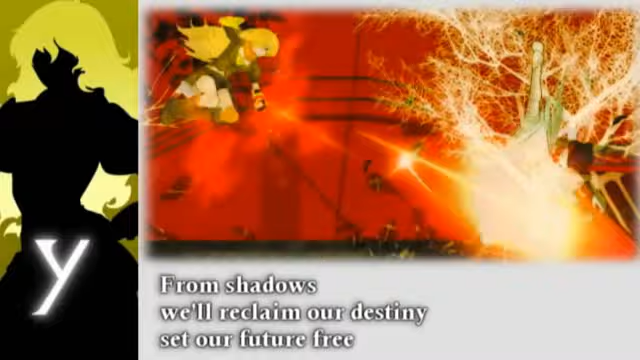 y
From shadows
we'll reclaim our destiny
set our future free